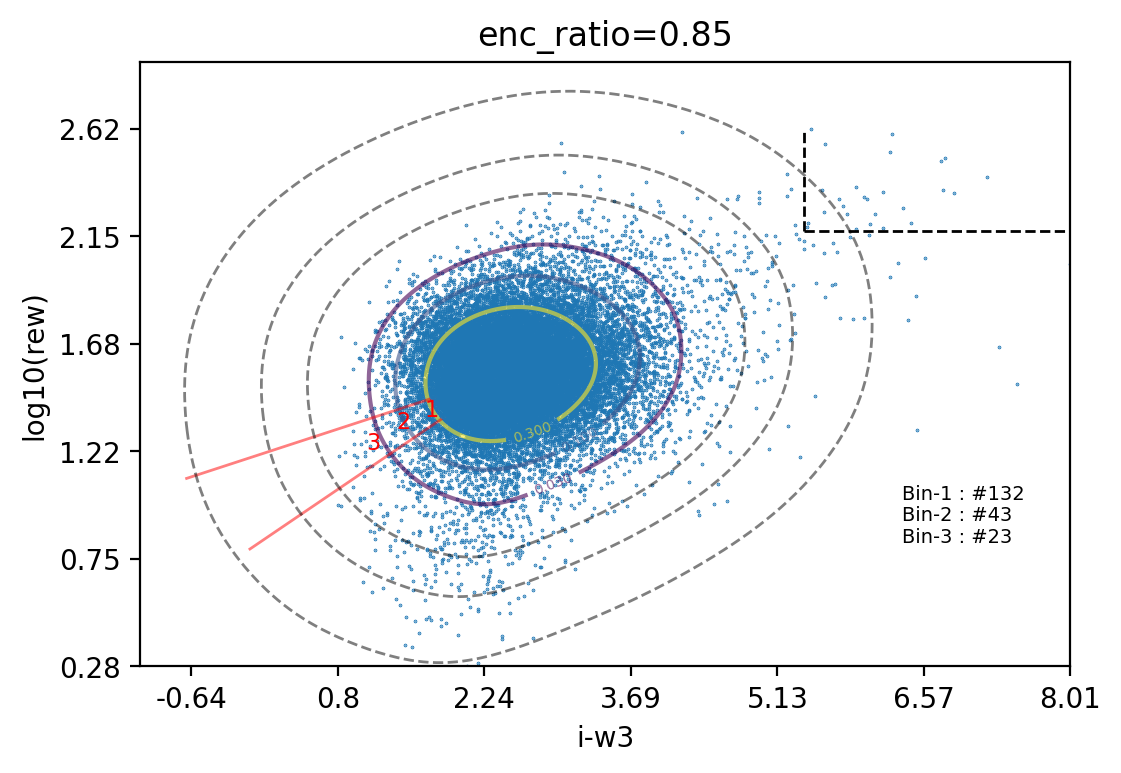 enc_ratio=0.85
log10(rew)
2.62
2.15
1.68
1.22
0.75
0.28
1
2
3
0.300
Bin-1 : #132
Bin-2 : #43
Bin-3 : #23
-0.64 0.8 2.24 3.69 5.13 6.57 8.01
i-w3